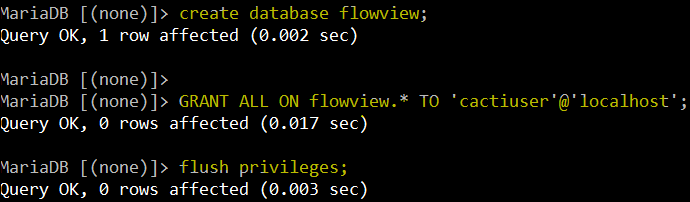 MariaDB [(none)]> create database flowview;
Query OK, 1 row affected (0.002 sec)
MariaDB [(none)]>
MariaDB [(none)]> GRANT ALL ON flowview.* TO 'cactiuser'@'localhost';
Query OK, 0 rows affected (0.017 sec)
MariaDB [(none)]> flush privileges;
Query OK, 0 rows affected (0.003 sec)